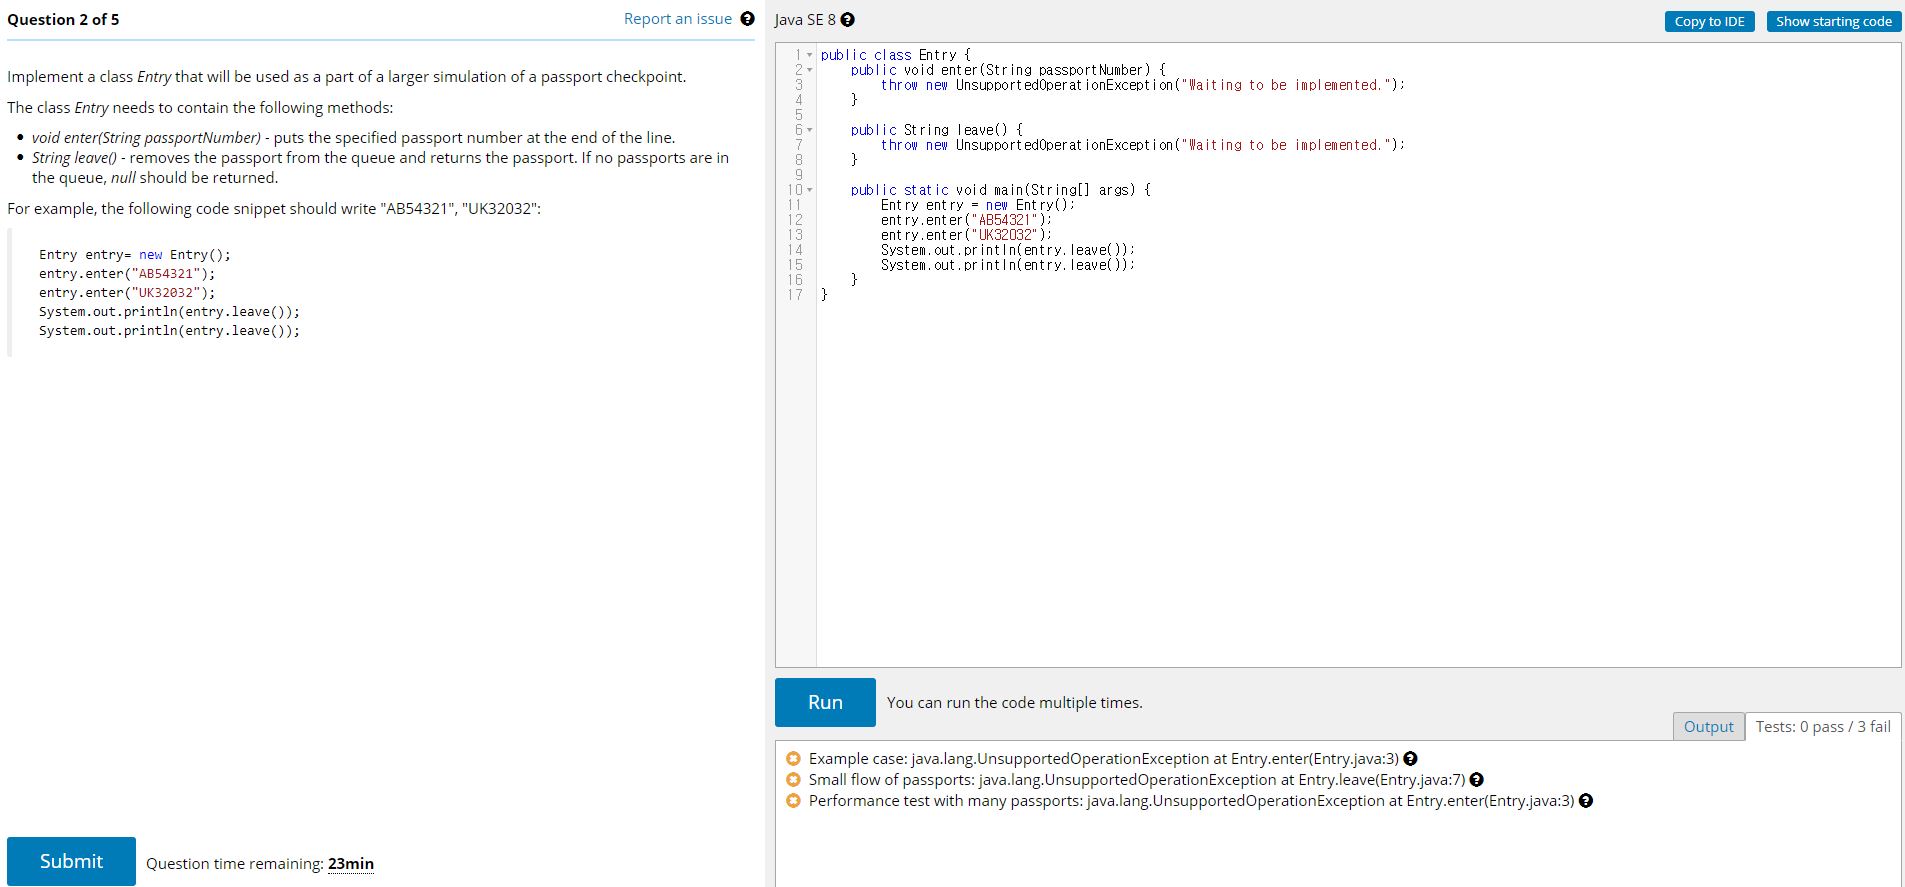 Question 2 of 5
Report an issue ?
Implement a class Entry that will be used as a part of a larger simulation of a passport checkpoint.
The class Entry needs to contain the following methods:
• void enter(String passportNumber) - puts the specified passport number at the end of the line.
• String leave() - removes the passport from the queue and returns the passport. If no passports are in
the queue, null should be returned.
For example, the following code snippet should write "AB54321", "UK32032":
Entry entry= new Entry();
entry.enter("AB54321");
entry.enter("UK32032");
System.out.println(entry.leave());
System.out.println(entry.leave());
Submit
Question time remaining: 23min
Java SE 8 ?
Copy to IDE
Show starting code
1 public class Entry {
2     public void enter(String passportNumber) {
3         throw new UnsupportedOperationException("Waiting to be implemented.");
4     }
5
6     public String leave() {
7         throw new UnsupportedOperationException("Waiting to be implemented.");
8     }
9
10     public static void main(String[] args) {
11         Entry entry = new Entry();
12         entry.enter("AB54321");
13         entry.enter("UK32032");
14         System.out.println(entry.leave());
15         System.out.println(entry.leave());
16     }
17 }
Run
You can run the code multiple times.
Output
Tests: 0 pass / 3 fail
Example case: java.lang.UnsupportedOperationException at Entry.enter(Entry.java:3) ?
Small flow of passports: java.lang.UnsupportedOperationException at Entry.leave(Entry.java:7) ?
Performance test with many passports: java.lang.UnsupportedOperationException at Entry.enter(Entry.java:3) ?